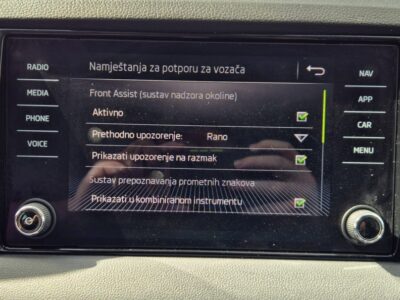 RADIO
MEDIA
PHONE
VOICE
Namještanja za potporu za vozača
Front Assist (sustav nadzora okoline)
Aktivno
Prethodno upozorenje: Rano
Prikazati upozorenje na razmak
Sustav prepoznavanja prometnih znakova
Prikazati u kombiniranom instrumentu
NAV
APP
CAR
MENU